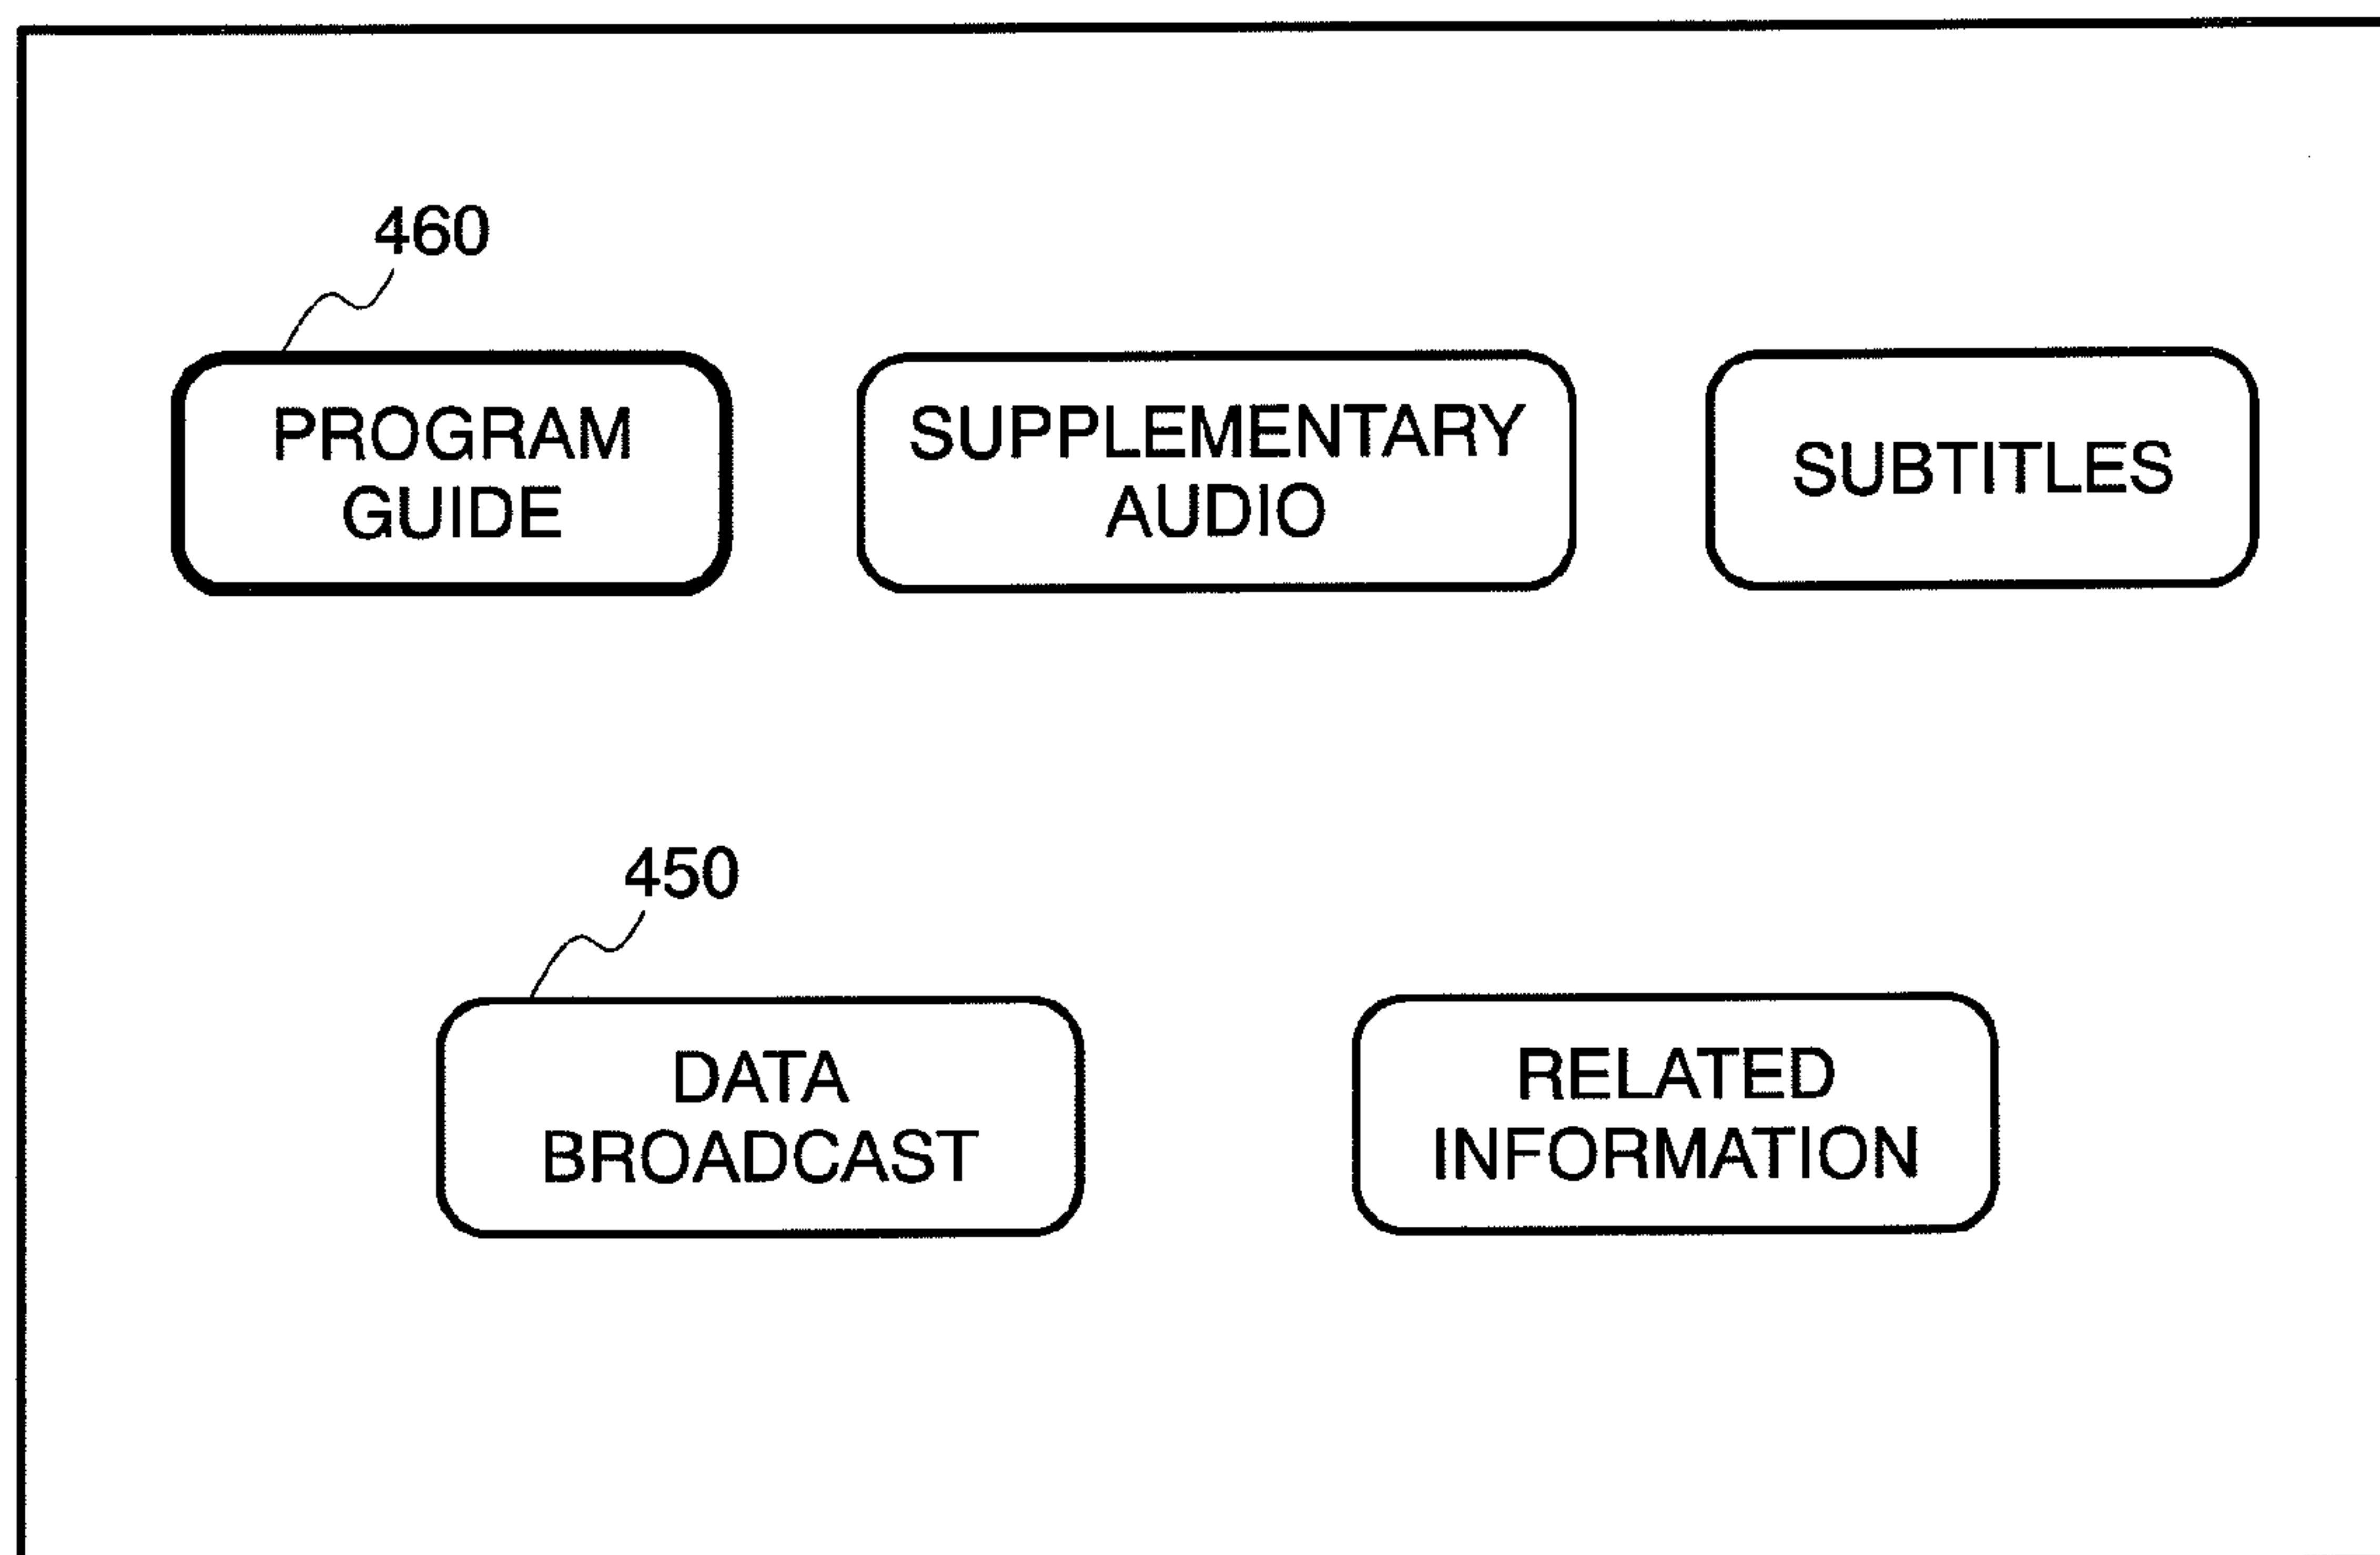 460
PROGRAM
GUIDE
SUPPLEMENTARY
AUDIO
SUBTITLES
450
DATA
BROADCAST
RELATED
INFORMATION